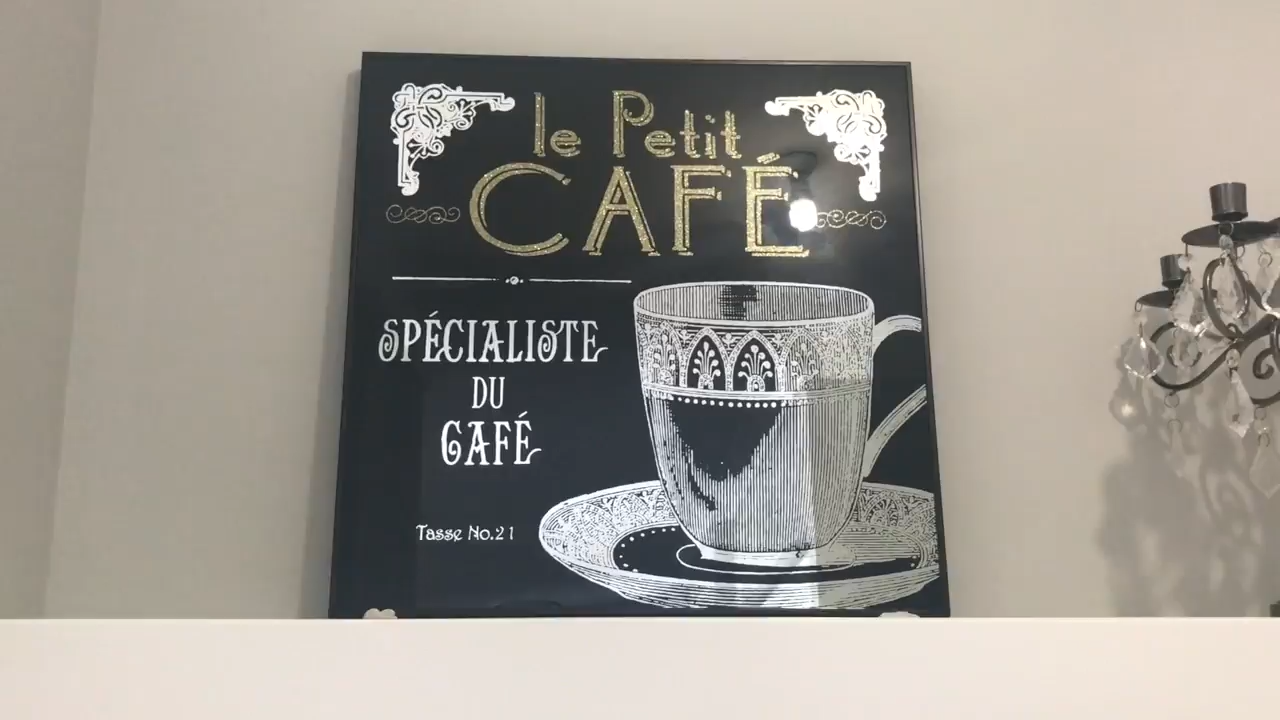 le Petit
CAFÉ
SPÉCIALISTE
DU
CAFÉ
Tasse No.21